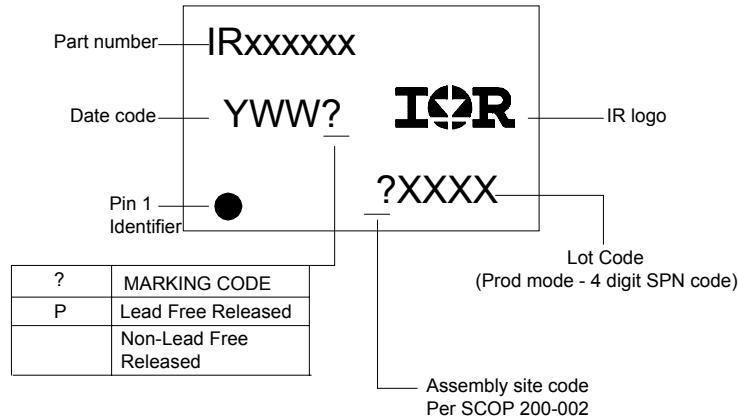 Part number
IRxxxxxx
Date code
YWW?
IOR
IR logo
Pin 1
Identifier
?XXXX
Lot Code
(Prod mode - 4 digit SPN code)
? MARKING CODE
P Lead Free Released
Non-Lead Free
Released
Assembly site code
Per SCOP 200-002